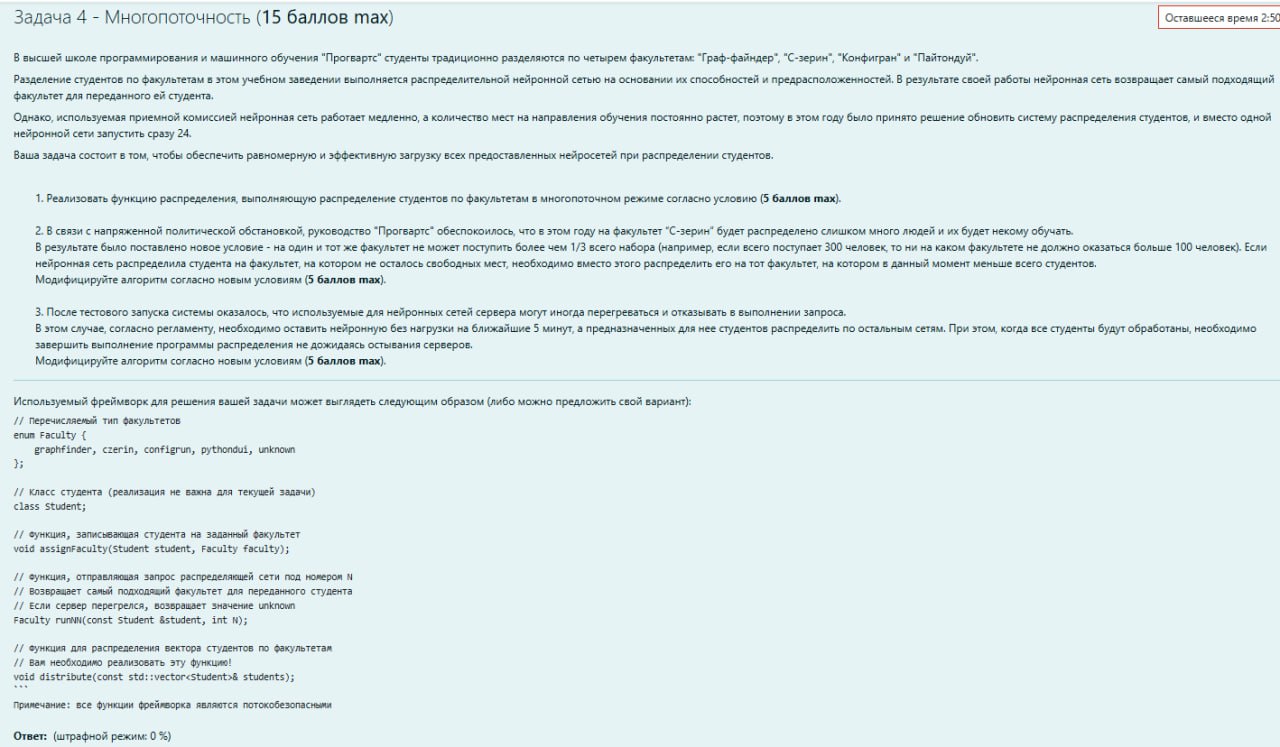 Задача 4 - Многопоточность (15 баллов max)
Оставшееся время 2:50
В высшей школе программирования и машинного обучения "Прогвартс" студенты традиционно разделяются по четырем факультетам: "Граф-файндер", "С-зерин", "Конфигран" и "Пайтондуй".
Разделение студентов по факультетам в этом учебном заведении выполняется распределительной нейронной сетью на основании их способностей и предрасположенностей. В результате своей работы нейронная сеть возвращает самый подходящий
факультет для переданного ей студента.
Однако, используемая приемной комиссией нейронная сеть работает медленно, а количество мест на направления обучения постоянно растет, поэтому в этом году было принято решение обновить систему распределения студентов, и вместо одной
нейронной сети запустить сразу 24.
Ваша задача состоит в том, чтобы обеспечить равномерную и эффективную загрузку всех предоставленных нейросетей при распределении студентов.
1. Реализовать функцию распределения, выполняющую распределение студентов по факультетам в многопоточном режиме согласно условию (5 баллов max).
2. В связи с напряженной политической обстановкой, руководство "Прогвартс" обеспокоилось, что в этом году на факультет "С-зерин" будет распределено слишком много людей и их будет некому обучать.
В результате было поставлено новое условие - на один и тот же факультет не может поступить более чем 1/3 всего набора (например, если всего поступает 300 человек, то ни на каком факультете не должно оказаться больше 100 человек). Если
нейронная сеть распределила студента на факультет, на котором не осталось свободных мест, необходимо вместо этого распределить его на тот факультет, на котором в данный момент меньше всего студентов.
Модифицируйте алгоритм согласно новым условиям (5 баллов max).
3. После тестового запуска системы оказалось, что используемые для нейронных сетей сервера могут иногда перегреваться и отказывать в выполнении запроса.
В этом случае, согласно регламенту, необходимо оставить нейронную без нагрузки на ближайшие 5 минут, а предназначенных для нее студентов распределить по остальным сетям. При этом, когда все студенты будут обработаны, необходимо
завершить выполнение программы распределения не дожидаясь остывания серверов.
Модифицируйте алгоритм согласно новым условиям (5 баллов max).
Используемый фреймворк для решения вашей задачи может выглядеть следующим образом (либо можно предложить свой вариант):
// Перечисляемый тип факультетов
enum Faculty {
graphfinder, czerin, configrun, pythondui, unknown
};
// Класс студента (реализация не важна для текущей задачи)
class Student;
// Функция, записывающая студента на заданный факультет
void assignFaculty(Student student, Faculty faculty);
// Функция, отправляющая запрос распределяющей сети под номером N
// Возвращает самый подходящий факультет для переданного студента
// Если сервер перегрелся, возвращает значение unknown
Faculty runNN(const Student &student, int N);
// Функция для распределения вектора студентов по факультетам
// Вам необходимо реализовать эту функцию!
void distribute(const std::vector<Student>& students);
```
Примечание: все функции фреймворка являются потокобезопасными
Ответ: (штрафной режим: 0 %)